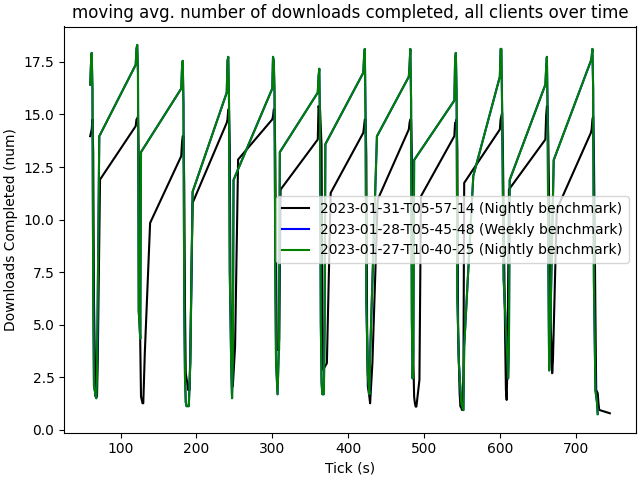 moving avg. number of downloads completed, all clients over time
17.5
15.0
12.5
10.0
7.5
5.0
2.5
0.0
Downloads Completed (num)
2023-01-31-T05-57-14 (Nightly benchmark)
2023-01-28-T05-45-48 (Weekly benchmark)
2023-01-27-T10-40-25 (Nightly benchmark)
100 200 300 400 500 600 700
Tick (s)